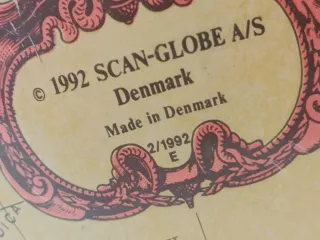 © 1992 SCAN-GLOBE A/S
Denmark
Made in Denmark
2/1992
E